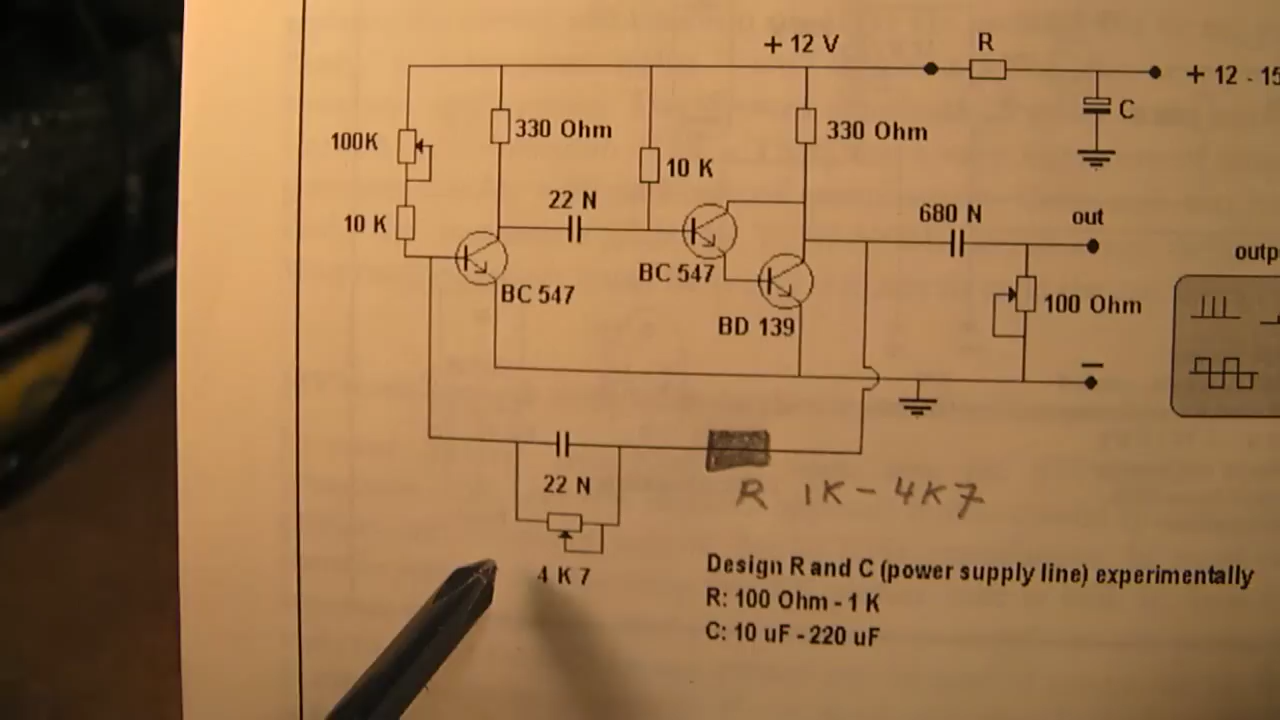 + 12 V
R
+ 12 - 15
C
100K
330 Ohm
330 Ohm
10 K
22 N
10 K
680 N
out
BC 547
BC 547
BD 139
100 Ohm
outp
22 N
R 1K - 4K7
4 K 7
Design R and C (power supply line) experimentally
R: 100 Ohm - 1 K
C: 10 uF - 220 uF